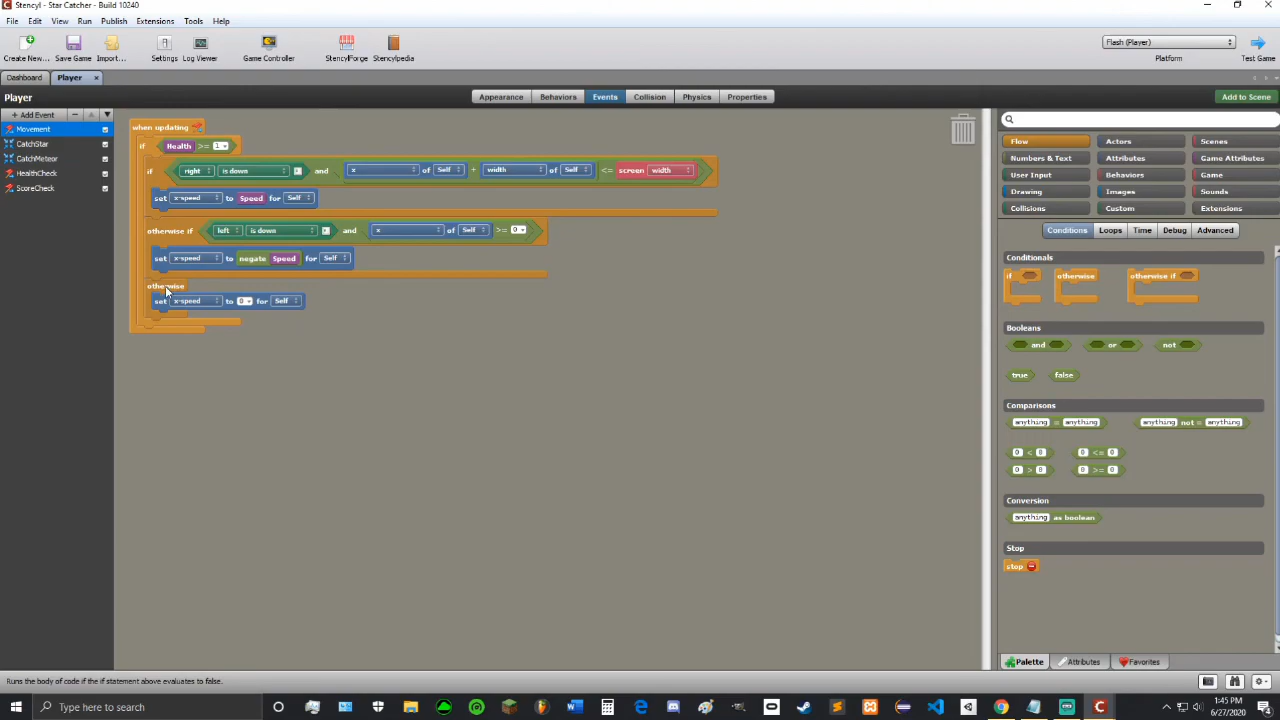 Stencyl - Star Catcher - Build 10240
File Edit View Run Publish Extensions Tools Help
Create New... Save Game Import... Settings Log Viewer Game Controller StencylForge Stencylpedia
Flash (Player)
Platform Test Game
Dashboard Player ×
Player
Appearance Behaviors Events Collision Physics Properties
Add to Scene
+ Add Event
Movement
CatchStar
CatchMeteor
HealthCheck
ScoreCheck
when updating
if Health >= 1
if right is down and x of Self + width of Self <= screen width
set x-speed to Speed for Self
otherwise if left is down and x of Self >= 0
set x-speed to negate Speed for Self
otherwise
set x-speed to 0 for Self
Flow Actors Scenes
Numbers & Text Attributes Game Attributes
User Input Behaviors Game
Drawing Images Sounds
Collisions Custom Extensions
Conditions Loops Time Debug Advanced
Conditionals
if otherwise otherwise if
Booleans
and or not
true false
Comparisons
anything = anything anything not = anything
0 < 0 0 <= 0
0 > 0 0 >= 0
Conversion
anything as boolean
Stop
stop
Palette Attributes Favorites
Runs the body of code if the if statement above evaluates to false.
Type here to search
1:45 PM
6/27/2020